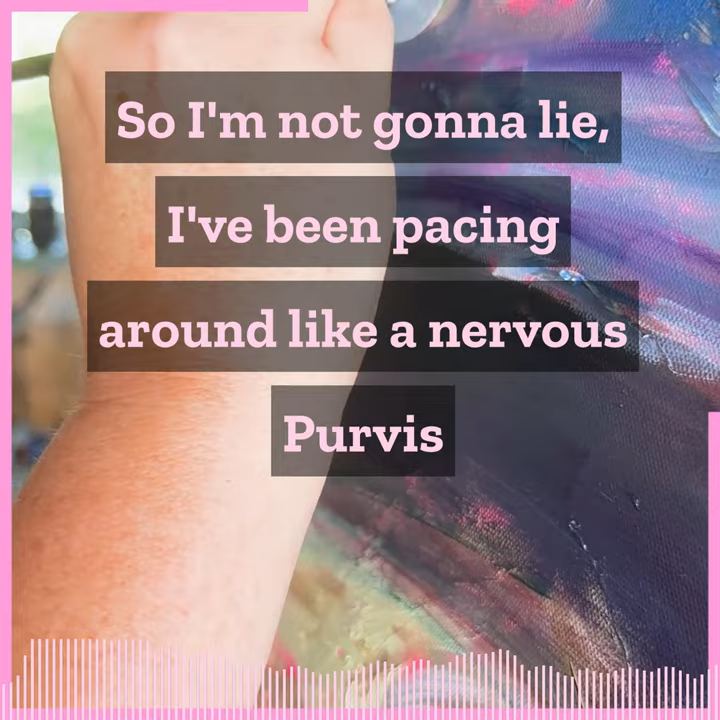 So I'm not gonna lie,
I've been pacing
around like a nervous
Purvis